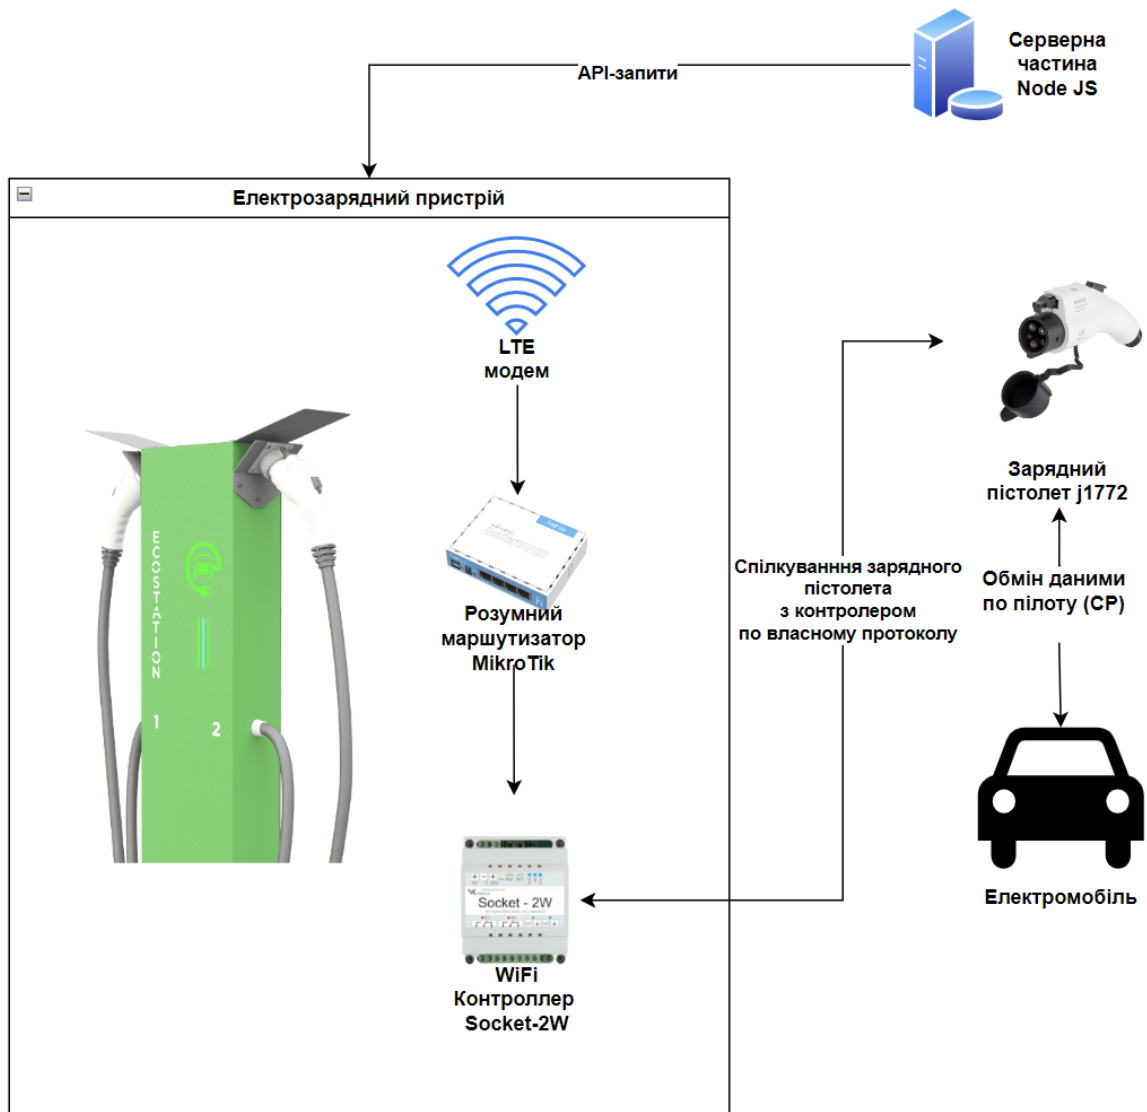 Серверна
частина
Node JS
API-запити
Електрозарядний пристрій
LTE
модем
ECOSTATION
1
2
Розумний
маршутизатор
MikroTik
Socket - 2W
WiFi
Контроллер
Socket-2W
Спілкуванння зарядного
пістолета
з контролером
по власному протоколу
Зарядний
пістолет j1772
Обмін даними
по пілоту (CP)
Електромобіль